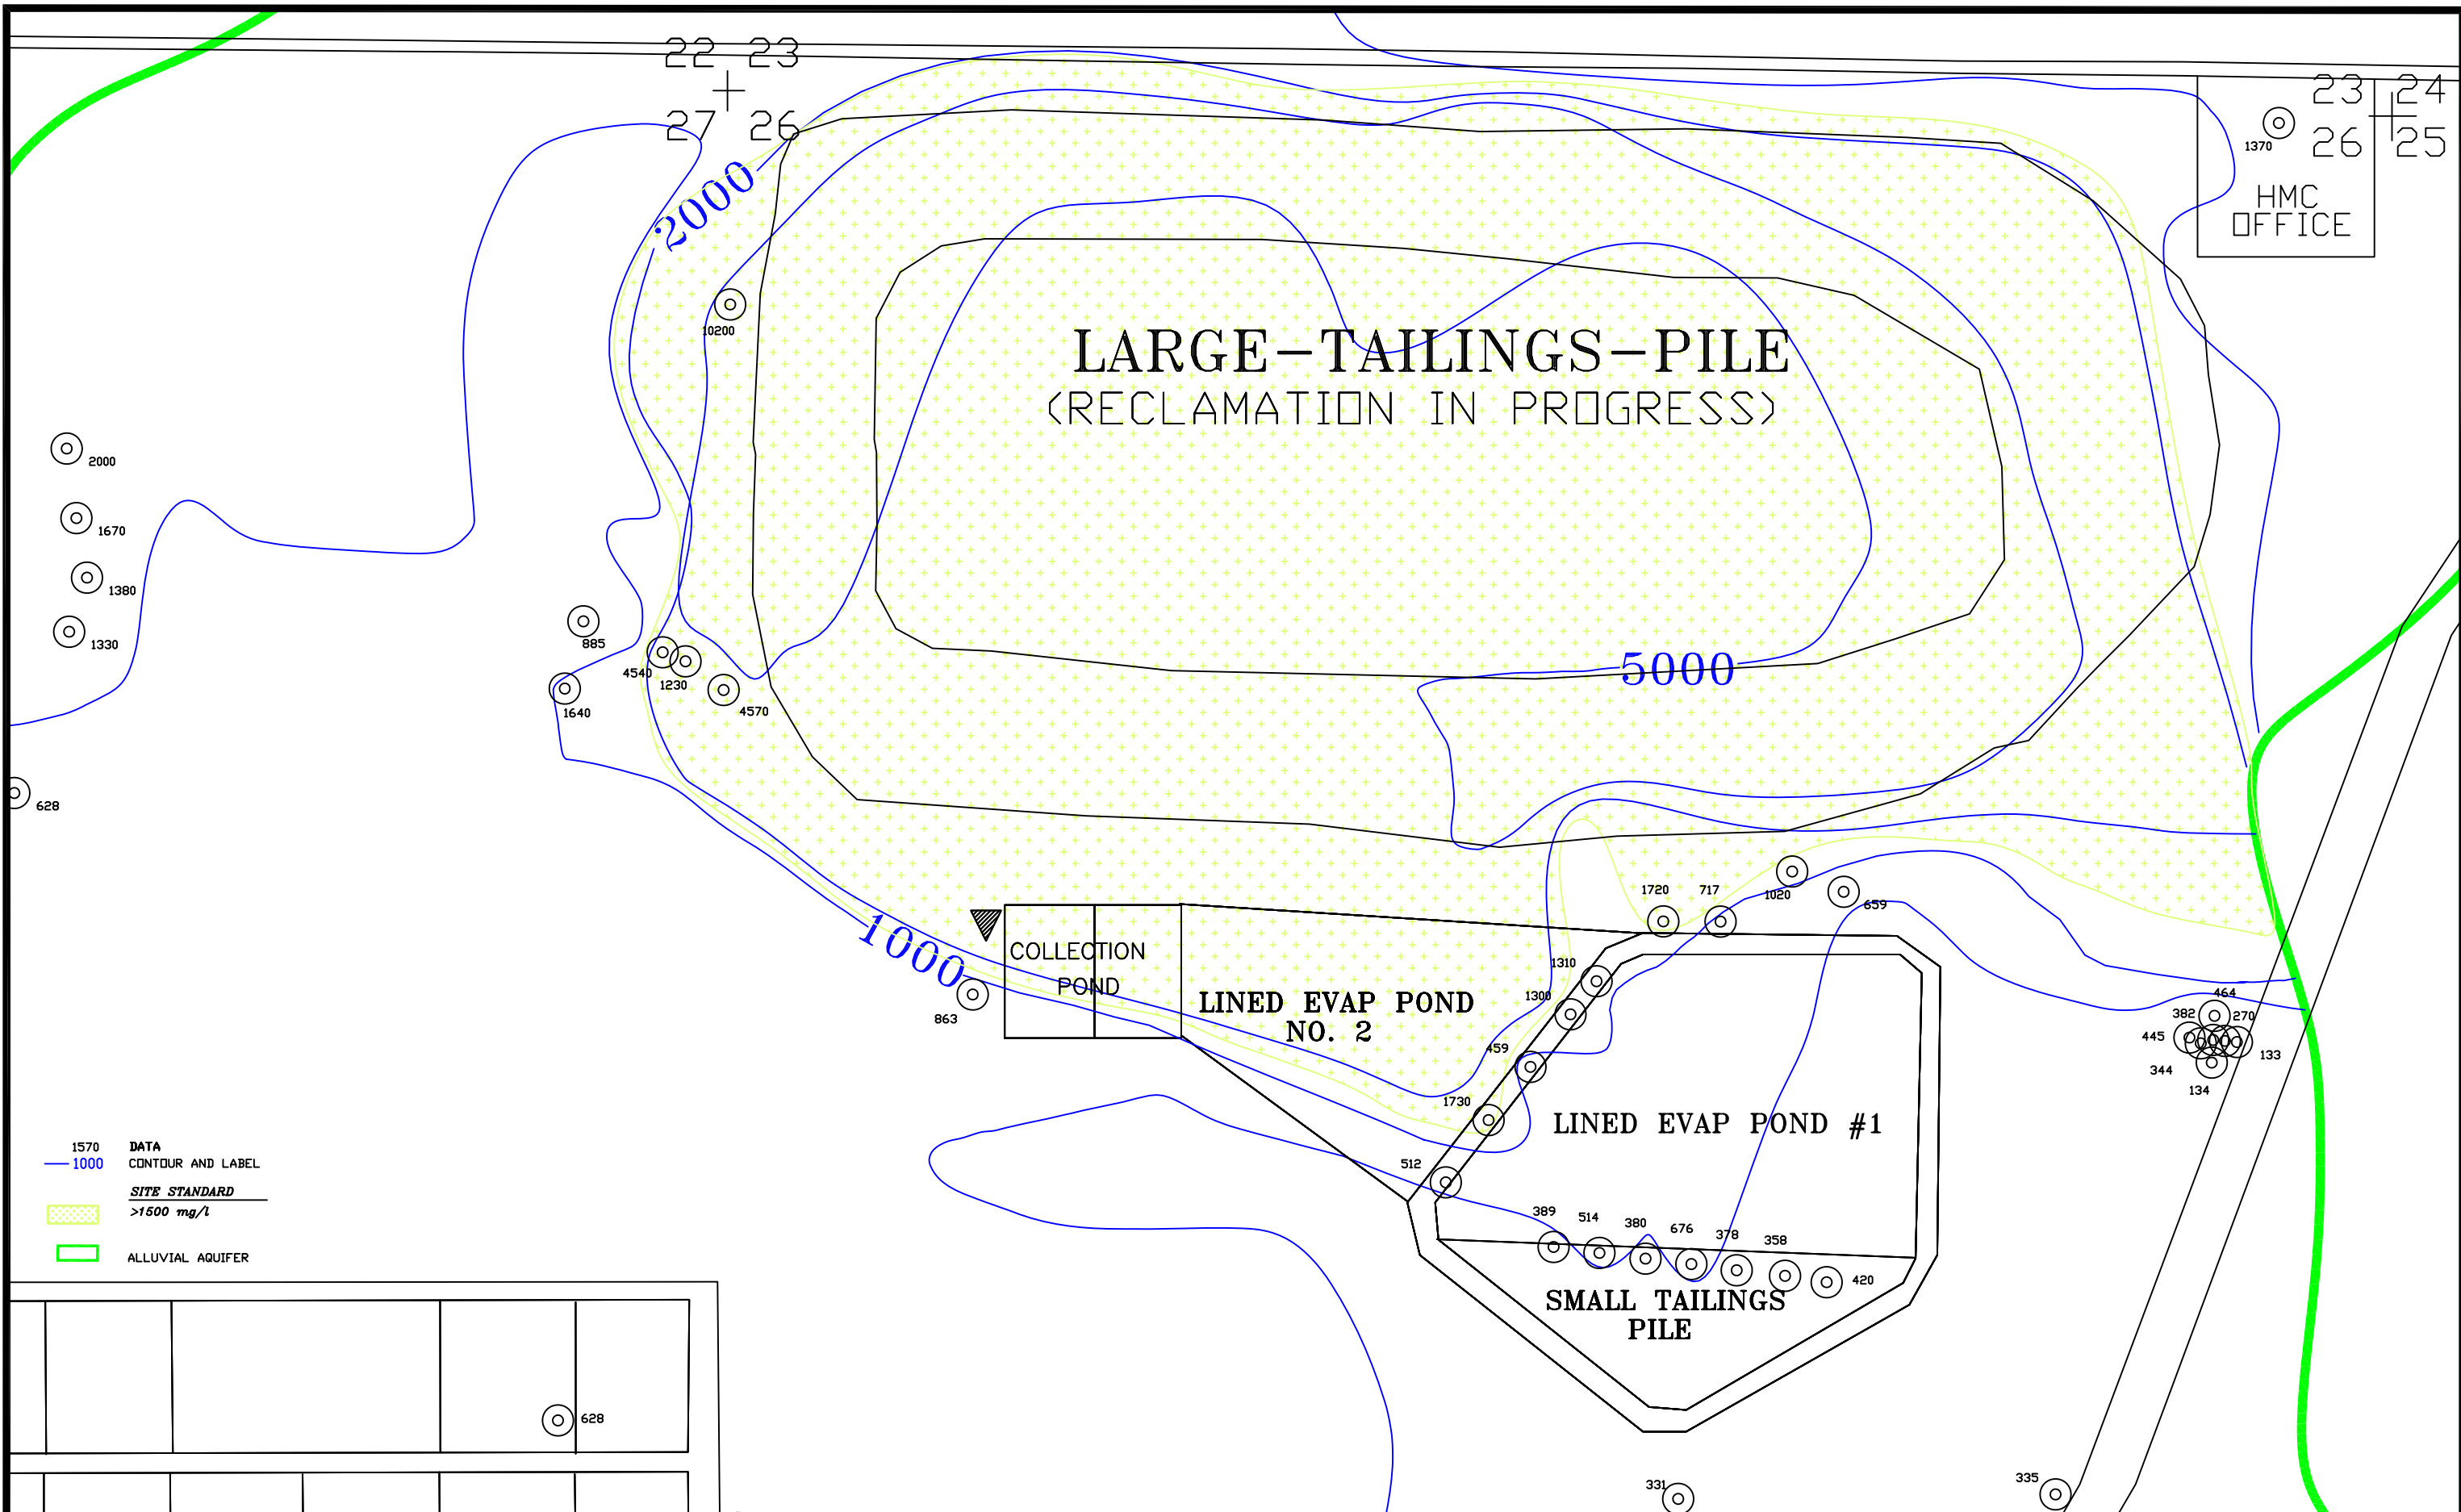 22 23
27 26
23 24
26 25
1370
HMC
OFFICE
2000
10200
LARGE-TAILINGS-PILE
(RECLAMATION IN PROGRESS)
2000
1670
1380
1330
885
4540
1230
1640
4570
5000
628
1720
717
1020
659
1000
COLLECTION
POND
863
LINED EVAP POND
NO. 2
1310
1300
459
1730
512
LINED EVAP POND #1
464
382
270
445
133
344
134
389
514
380
676
378
358
420
SMALL TAILINGS
PILE
1570 DATA
1000 CONTOUR AND LABEL
SITE STANDARD
>1500 mg/l
ALLUVIAL AQUIFER
628
331
335